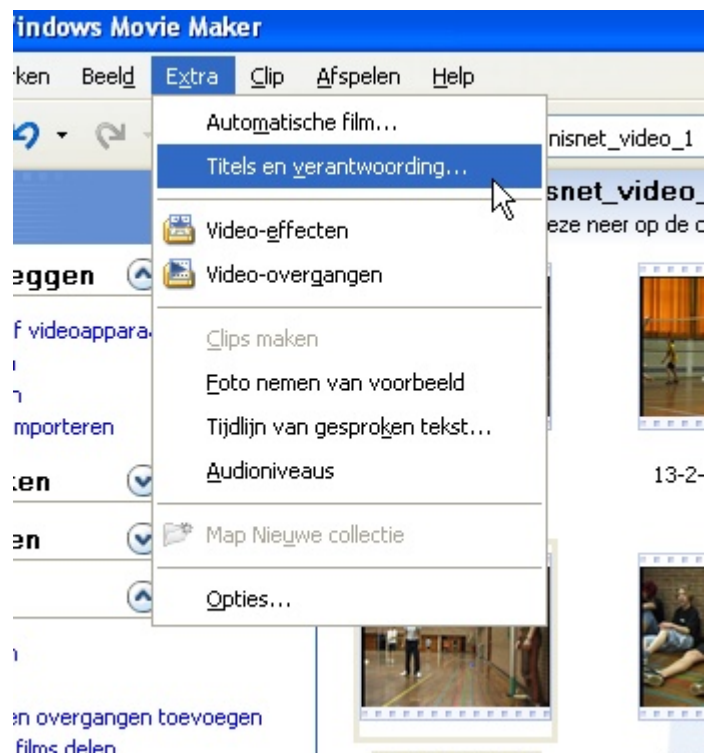 Windows Movie Maker
rken Beeld Extra Clip Afspelen Help
Automatische film...
nisnet_video_1
Titels en verantwoording...
snet_video_
eze neer op de
Video-effecten
Video-overgangen
eggen
f videoappara
Clips maken
Foto nemen van voorbeeld
mporteren
Tijdlijn van gesproken tekst...
Audioniveaus
ken
13-2-
en
Map Nieuwe collectie
Opties...
en overgangen toevoegen
films delen